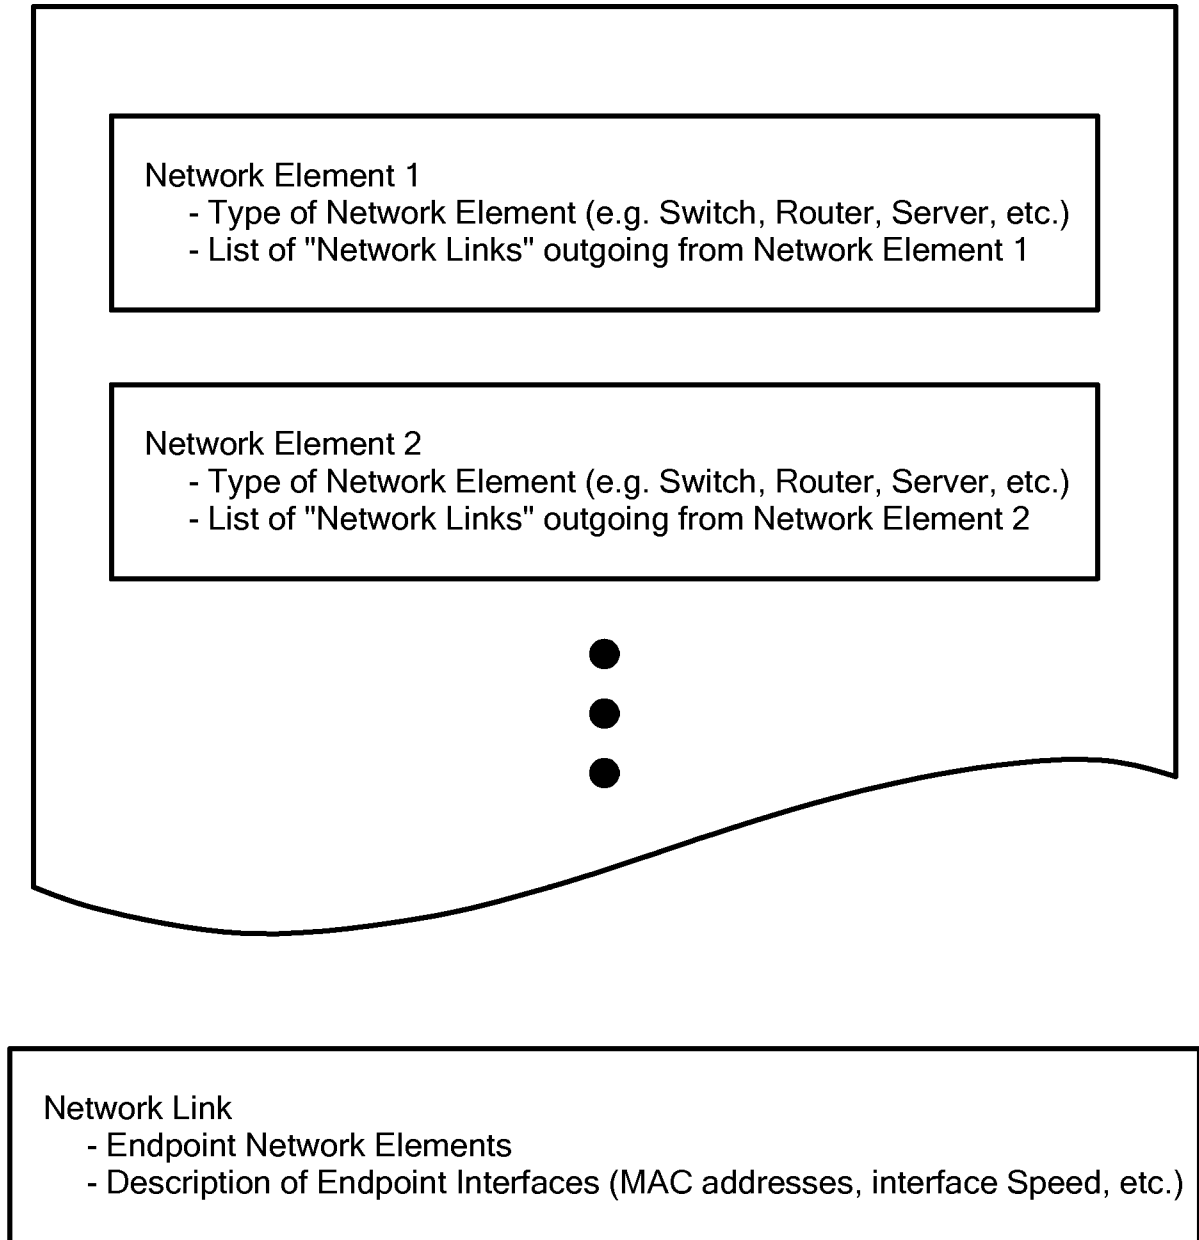 Network Element 1
- Type of Network Element (e.g. Switch, Router, Server, etc.)
- List of "Network Links" outgoing from Network Element 1
Network Element 2
- Type of Network Element (e.g. Switch, Router, Server, etc.)
- List of "Network Links" outgoing from Network Element 2
Network Link
- Endpoint Network Elements
- Description of Endpoint Interfaces (MAC addresses, interface Speed, etc.)